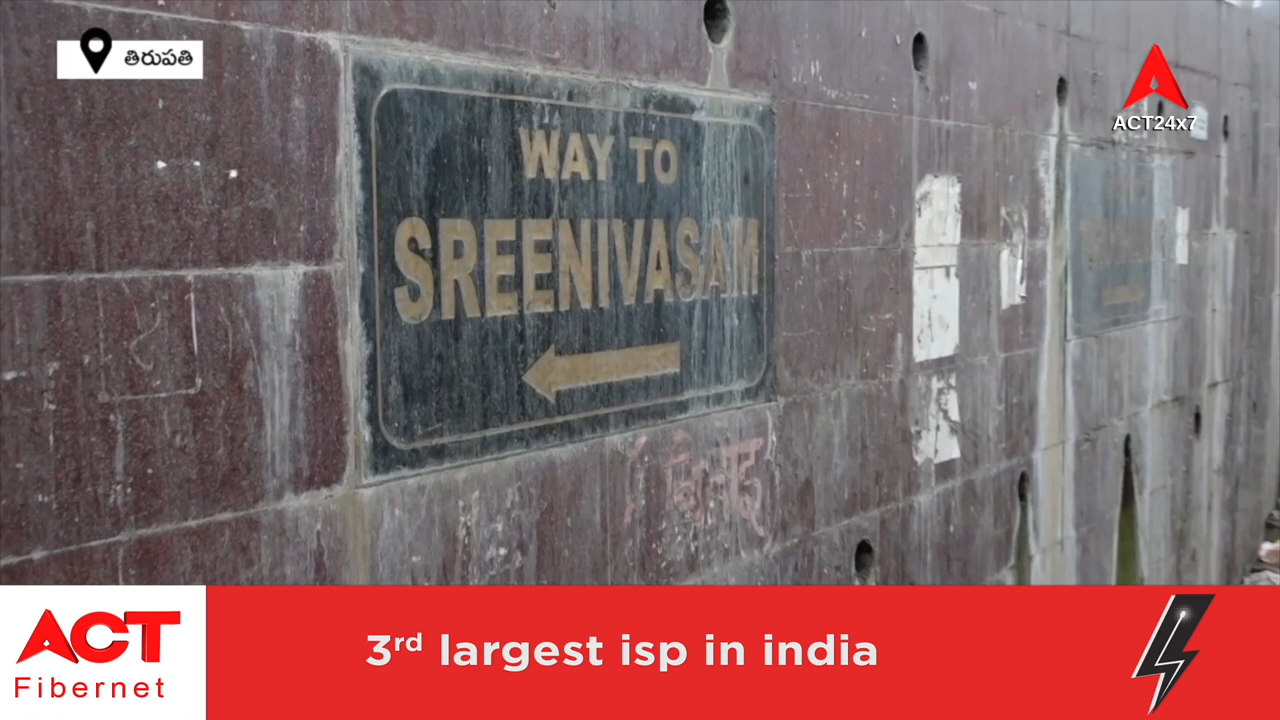 తిరుపతి
ACT24x7
WAY TO
SREENIVASAM
ACT
Fibernet
3rd largest isp in india